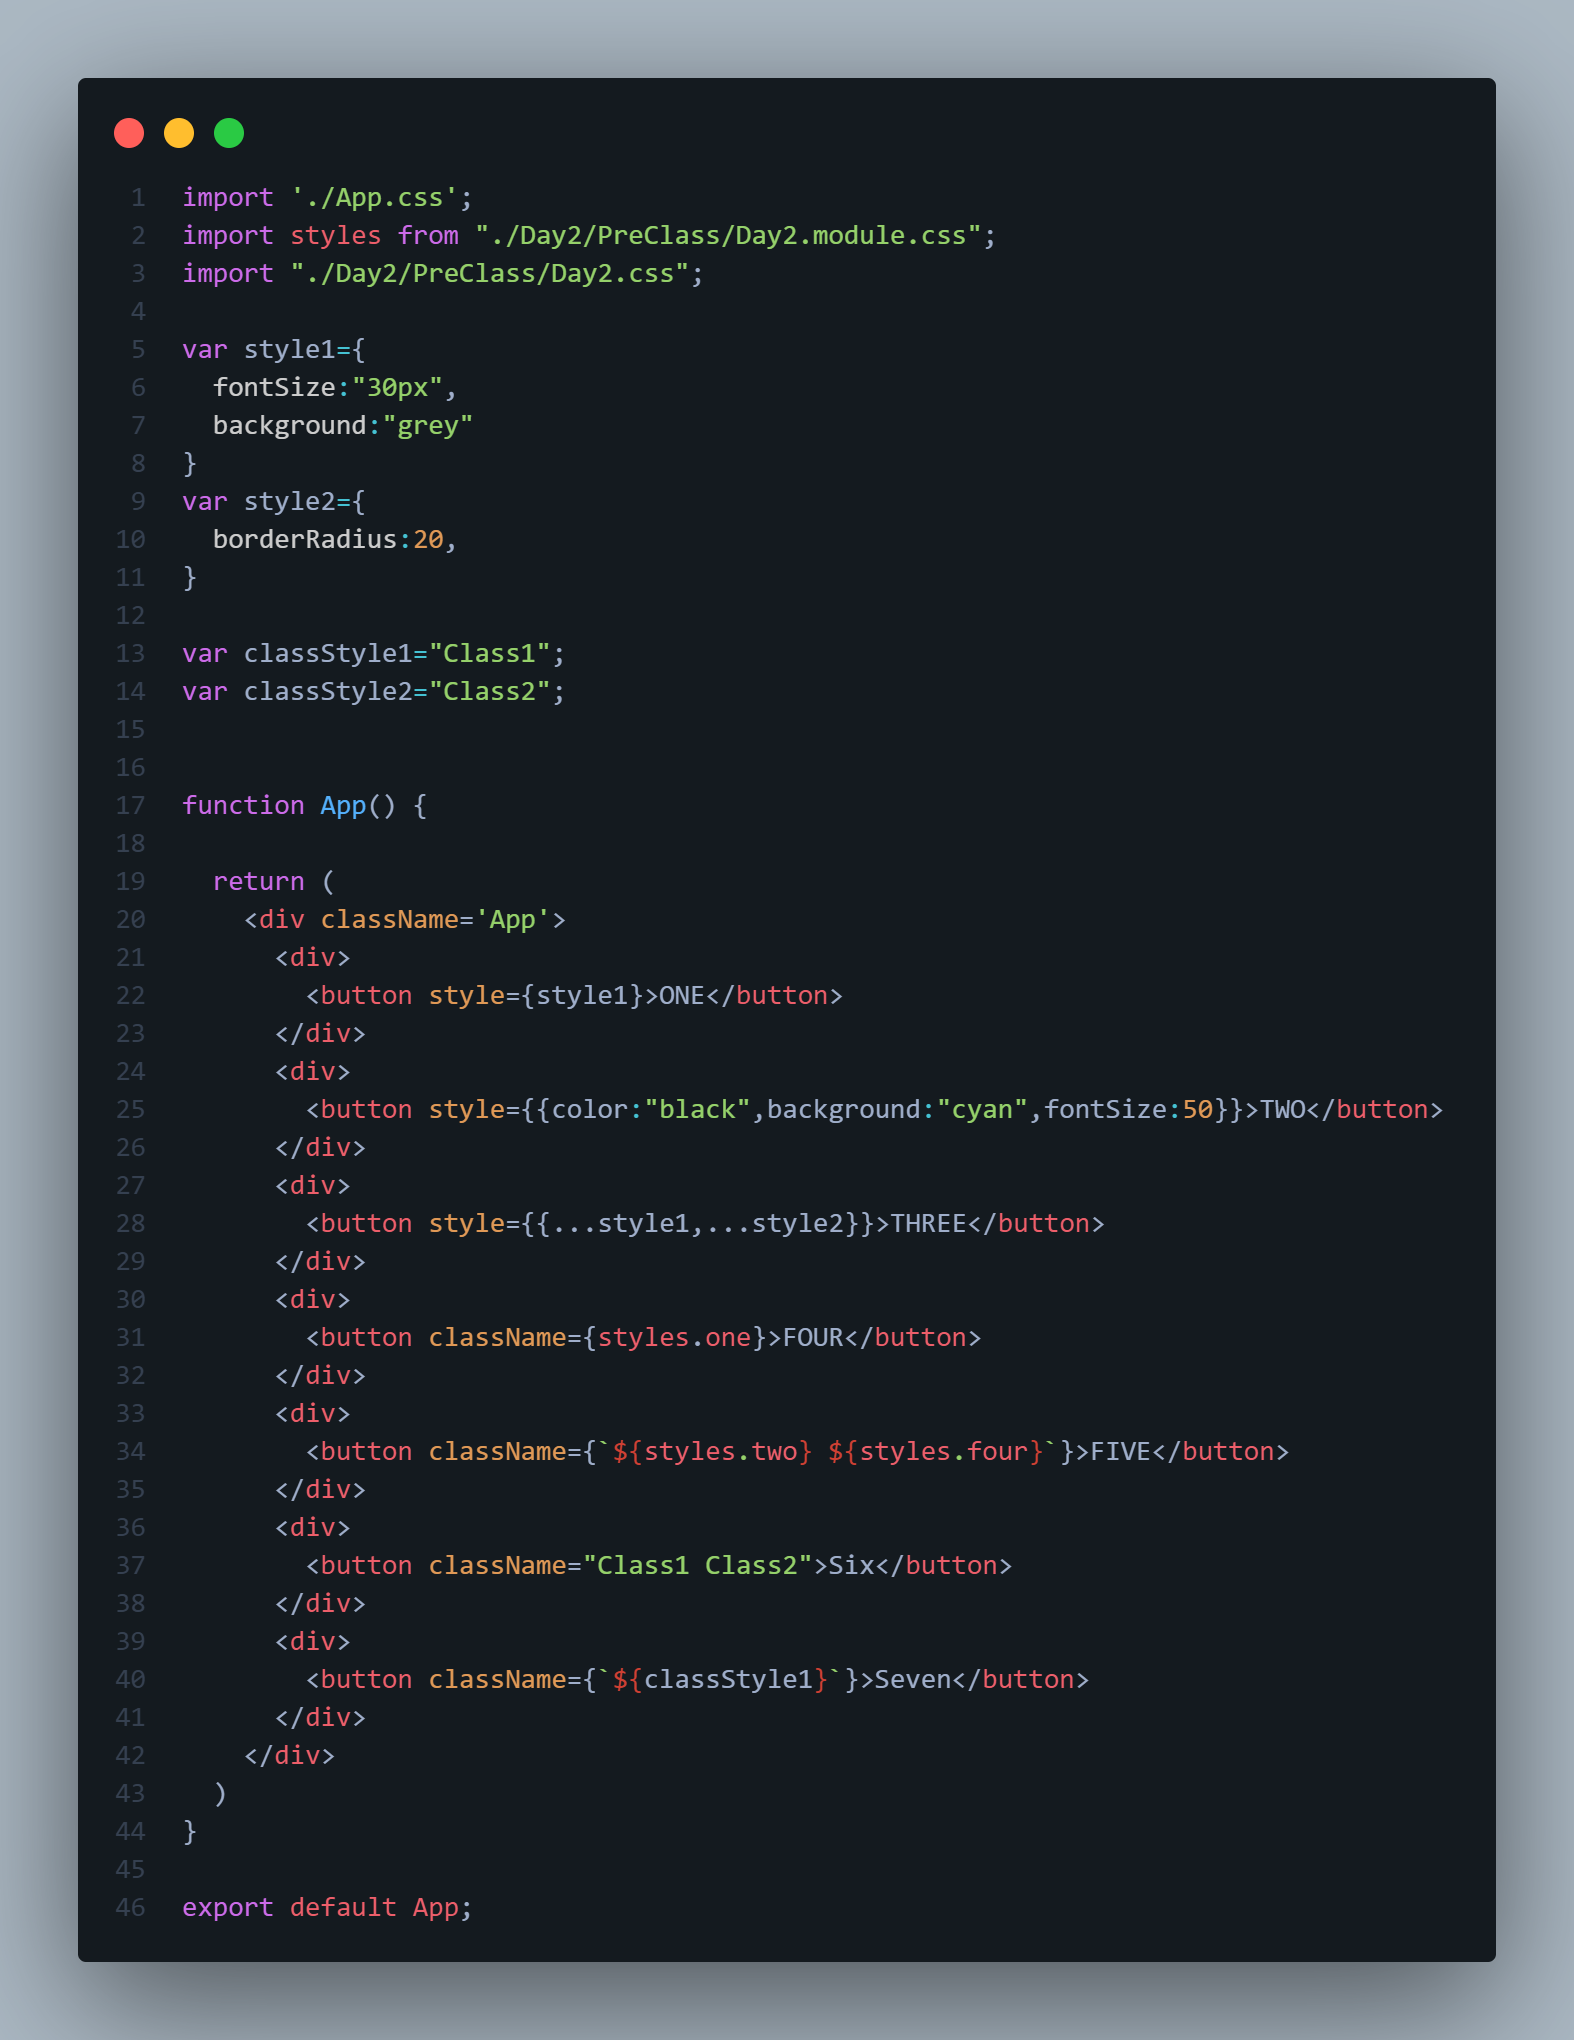 1 import './App.css';
2 import styles from "./Day2/PreClass/Day2.module.css";
3 import "./Day2/PreClass/Day2.css";
4
5 var style1={
6   fontSize:"30px",
7   background:"grey"
8 }
9 var style2={
10   borderRadius:20,
11 }
12
13 var classStyle1="Class1";
14 var classStyle2="Class2";
15
16
17 function App() {
18
19   return (
20     <div className='App'>
21       <div>
22         <button style={style1}>ONE</button>
23       </div>
24       <div>
25         <button style={{color:"black",background:"cyan",fontSize:50}}>TWO</button>
26       </div>
27       <div>
28         <button style={{...style1,...style2}}>THREE</button>
29       </div>
30       <div>
31         <button className={styles.one}>FOUR</button>
32       </div>
33       <div>
34         <button className={`${styles.two} ${styles.four}`}>FIVE</button>
35       </div>
36       <div>
37         <button className="Class1 Class2">Six</button>
38       </div>
39       <div>
40         <button className={`${classStyle1}`}>Seven</button>
41       </div>
42     </div>
43   )
44 }
45
46 export default App;